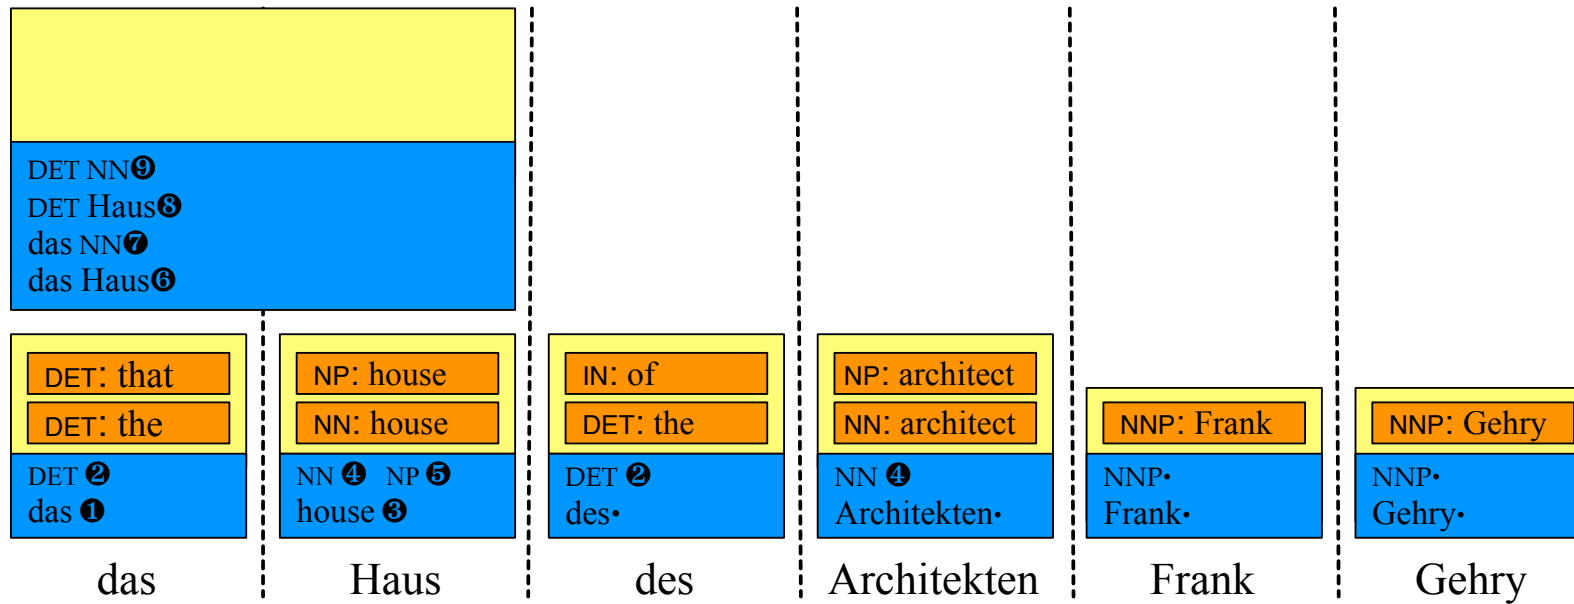 DET NN❾
DET Haus❽
das NN❼
das Haus❻
DET: that
DET: the
DET ❷
das ❶
NP: house
NN: house
NN ❹ NP ❺
house ❸
IN: of
DET: the
DET ❷
des•
NP: architect
NN: architect
NN ❹
Architekten•
NNP: Frank
NNP•
Frank•
NNP: Gehry
NNP•
Gehry•
das Haus des Architekten Frank Gehry